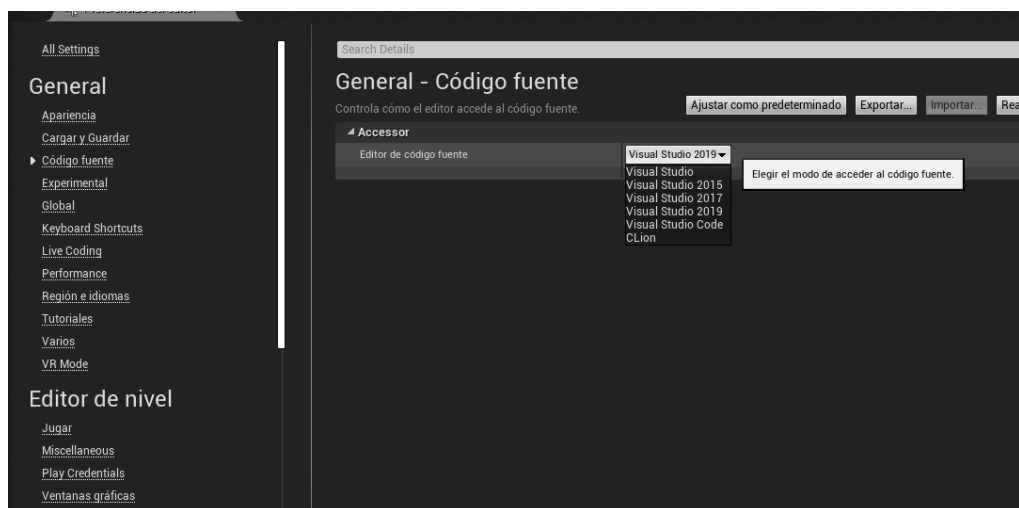 All Settings
General
Apariencia
Cargar y Guardar
Código fuente
Experimental
Global
Keyboard Shortcuts
Live Coding
Performance
Región e idiomas
Tutoriales
Varios
VR Mode
Editor de nivel
Jugar
Miscellaneous
Play Credentials
Ventanas gráficas
Search Details
General - Código fuente
Controla cómo el editor accede al código fuente.
Ajustar como predeterminado
Exportar...
Importar...
Accessor
Editor de código fuente
Visual Studio 2019
Visual Studio
Visual Studio 2015
Visual Studio 2017
Visual Studio 2019
Visual Studio Code
CLion
Elegir el modo de acceder al código fuente.